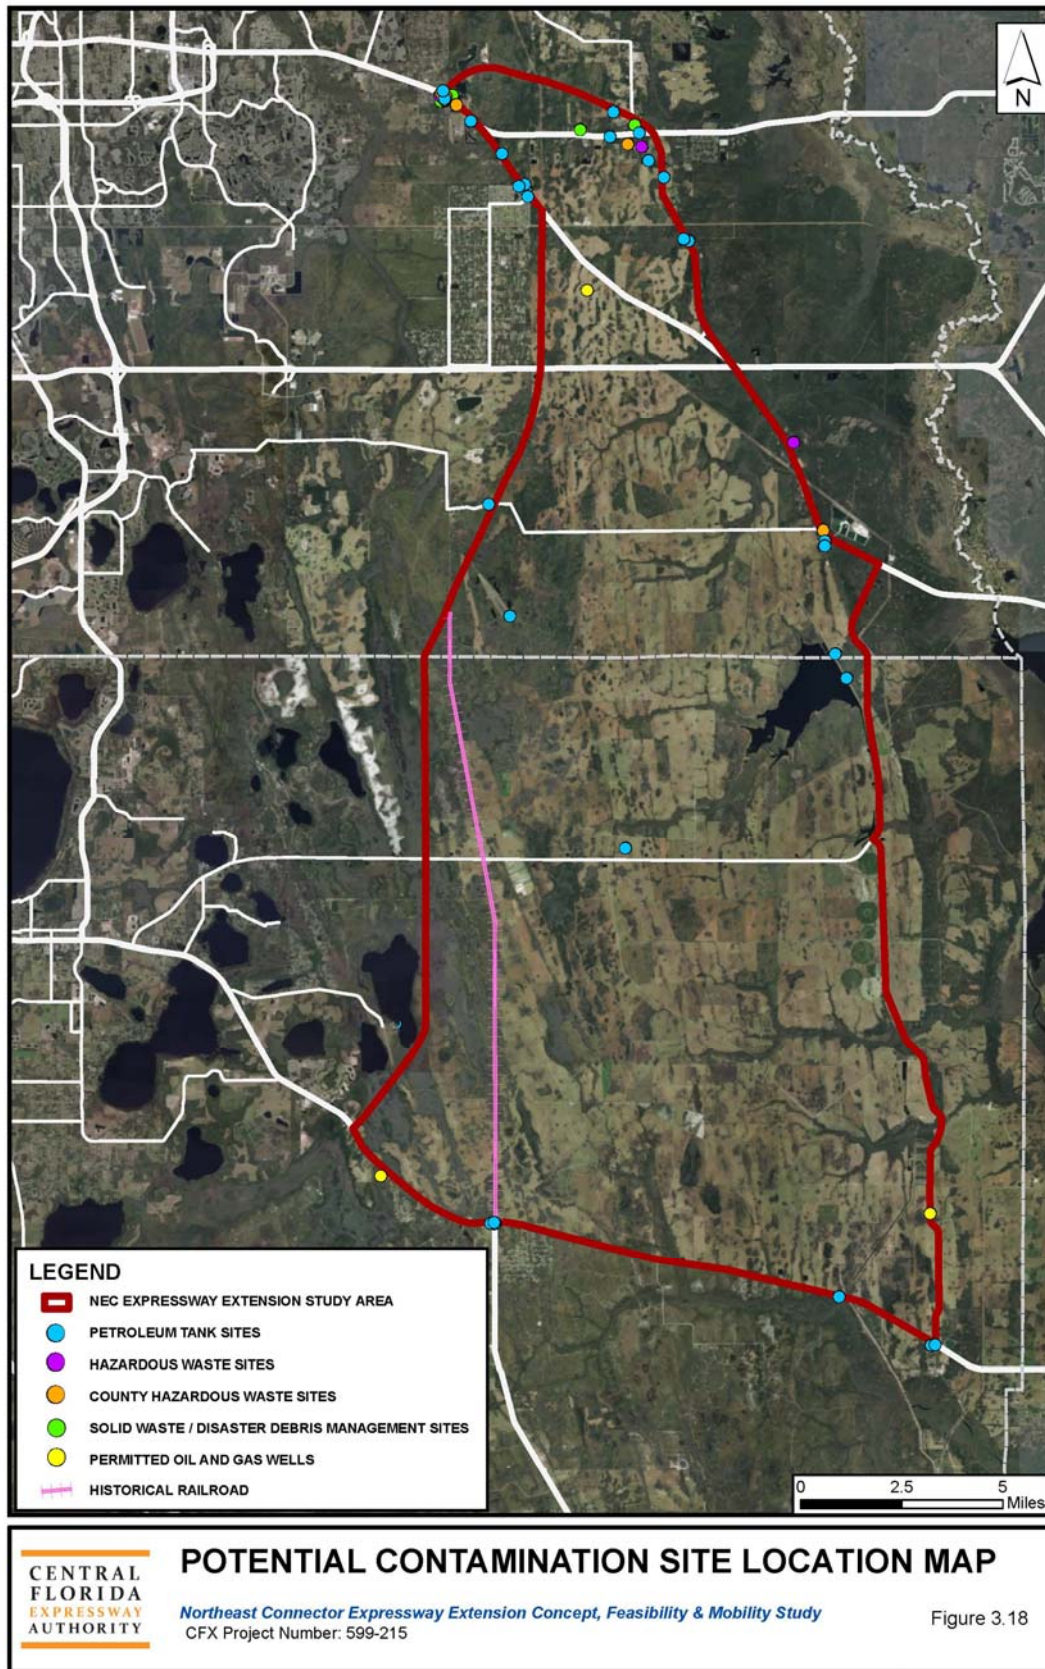 N
LEGEND
NEC EXPRESSWAY EXTENSION STUDY AREA
PETROLEUM TANK SITES
HAZARDOUS WASTE SITES
COUNTY HAZARDOUS WASTE SITES
SOLID WASTE / DISASTER DEBRIS MANAGEMENT SITES
PERMITTED OIL AND GAS WELLS
HISTORICAL RAILROAD
0 2.5 5
Miles
CENTRAL
FLORIDA
EXPRESSWAY
AUTHORITY
POTENTIAL CONTAMINATION SITE LOCATION MAP
Northeast Connector Expressway Extension Concept, Feasibility & Mobility Study
CFX Project Number: 599-215
Figure 3.18